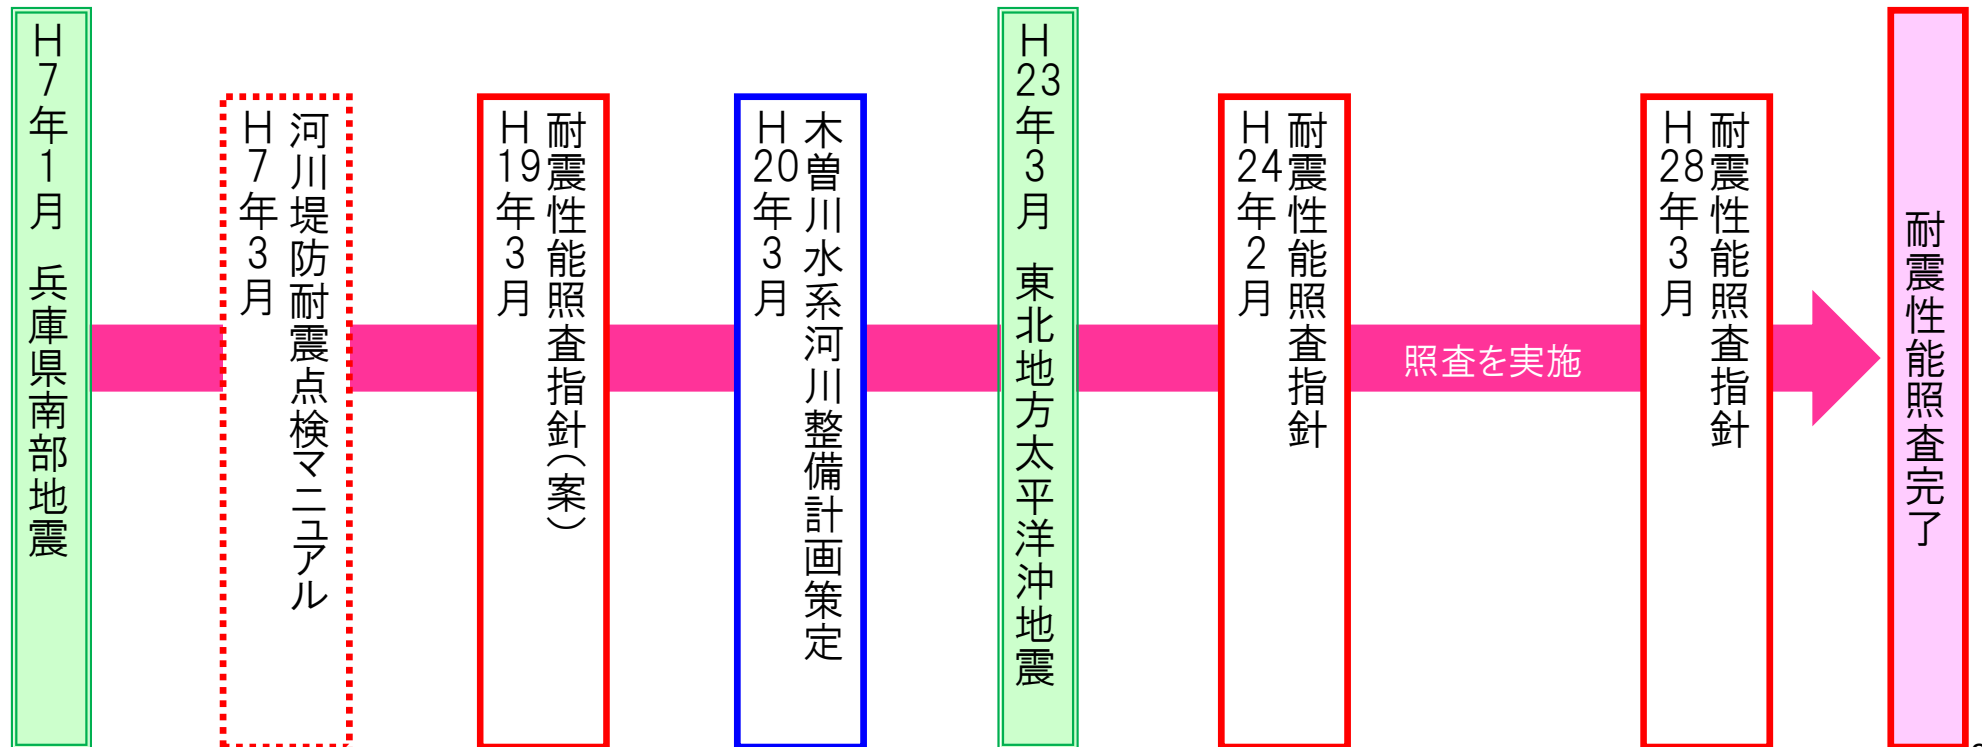 H7年1月 兵庫県南部地震
河川堤防耐震点検マニュアル
H7年3月
耐震性能照査指針(案)
H19年3月
木曽川水系河川整備計画策定
H20年3月
H23年3月 東北地方太平洋沖地震
耐震性能照査指針
H24年2月
照査を実施
耐震性能照査指針
H28年3月
耐震性能照査完了